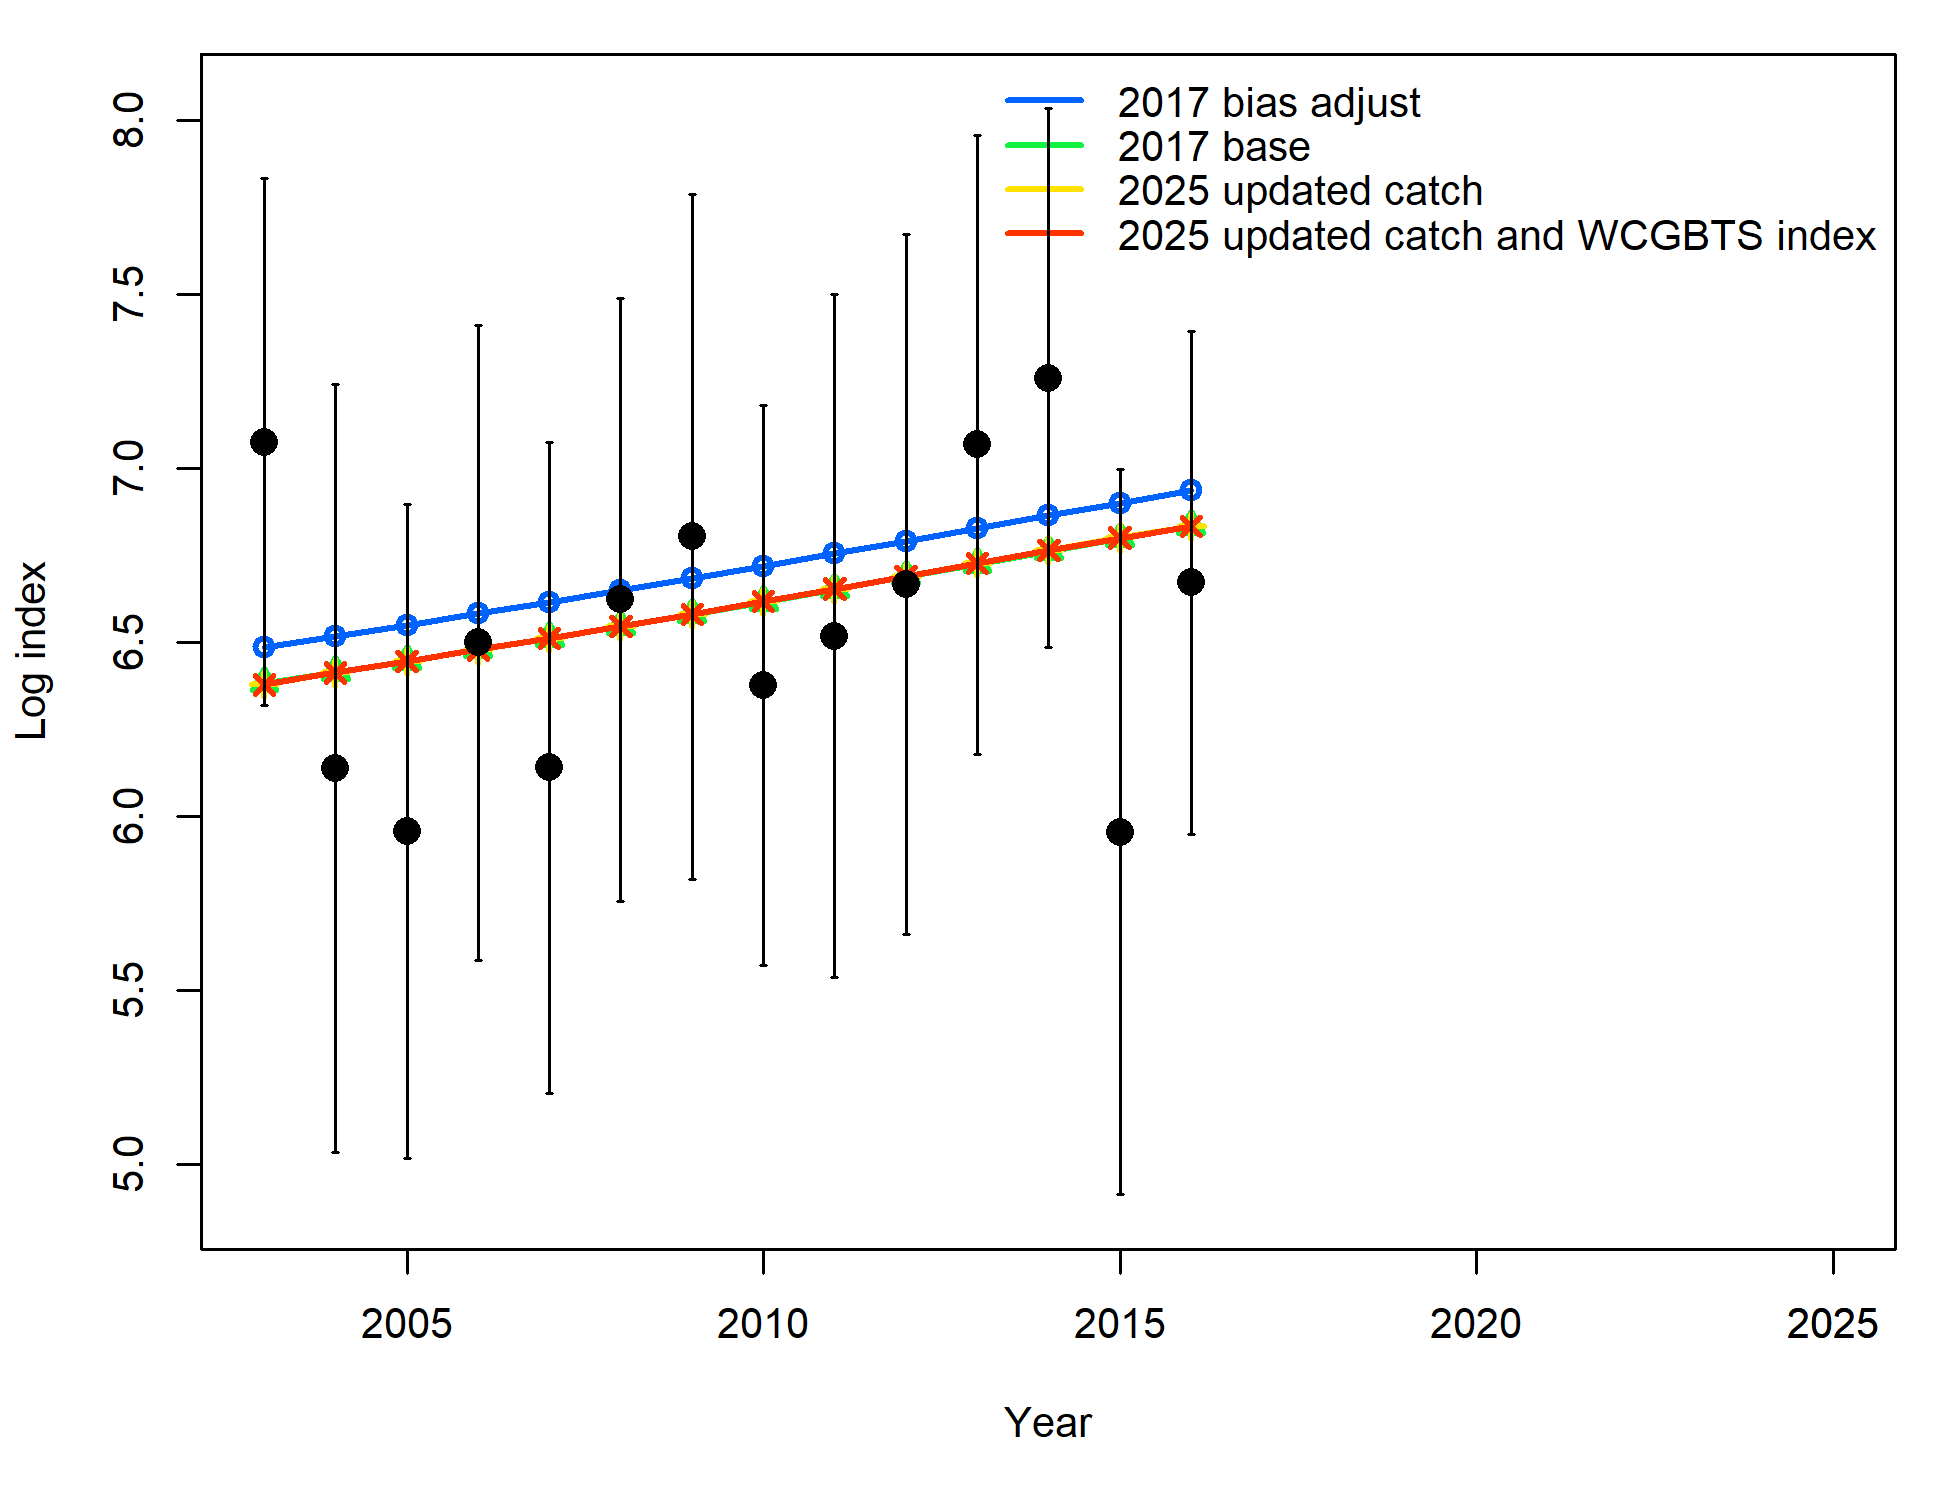 2017 bias adjust
2017 base
2025 updated catch
2025 updated catch and WCGBTS index
Log index
8.0
7.5
7.0
6.5
6.0
5.5
5.0
2005 2010 2015 2020 2025
Year